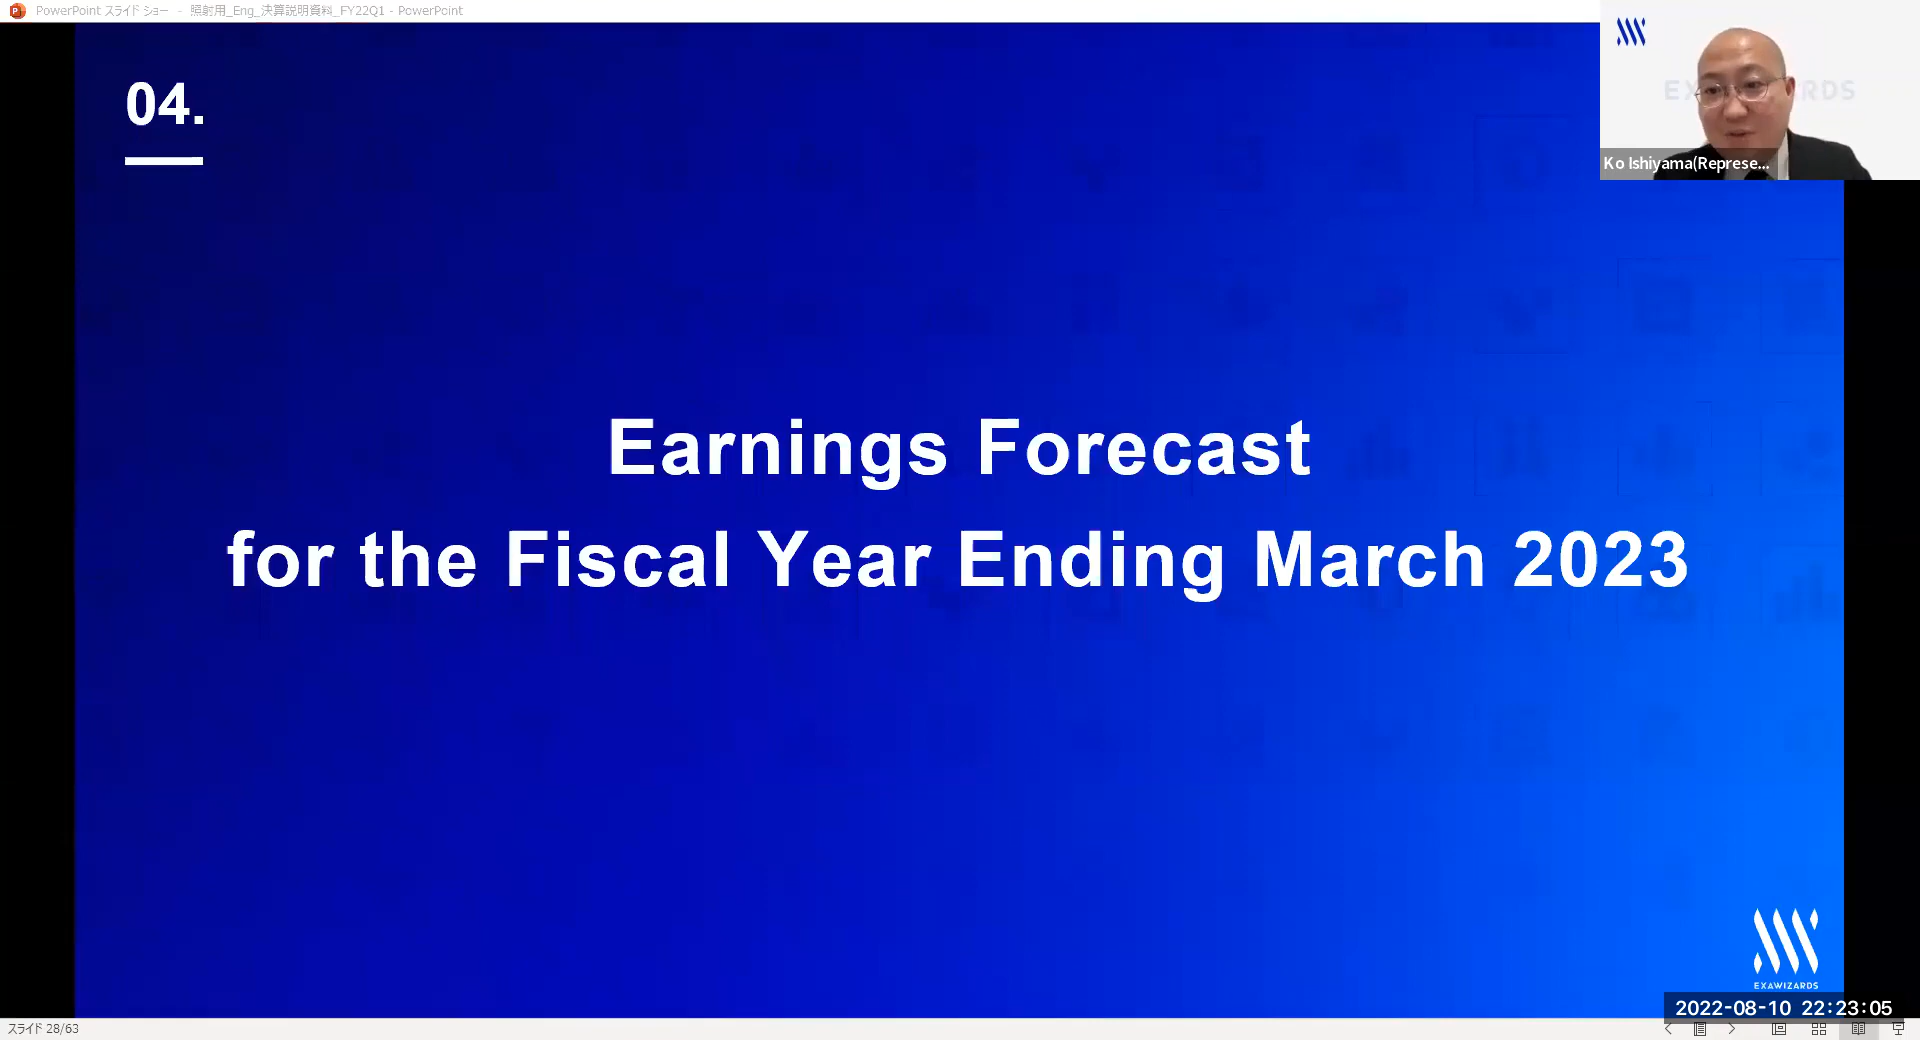 PowerPoint スライド ショー - 照射用_Eng_決算説明資料_FY22Q1 - PowerPoint
04.
Ko Ishiyama(Represe...
Earnings Forecast
for the Fiscal Year Ending March 2023
EXAWIZARDS
2022-08-10 22:23:05
スライド 28/63